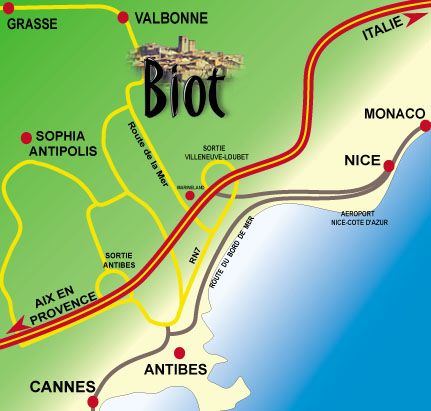 GRASSE
VALBONNE
ITALIE
Biot
MONACO
SOPHIA
ANTIPOLIS
Route de la Mer
SORTIE
VILLENEUVE-LOUBET
NICE
MARINELAND
AEROPORT
NICE-COTE D'AZUR
SORTIE
ANTIBES
RN7
ROUTE DU BORD DE MER
AIX EN
PROVENCE
ANTIBES
CANNES